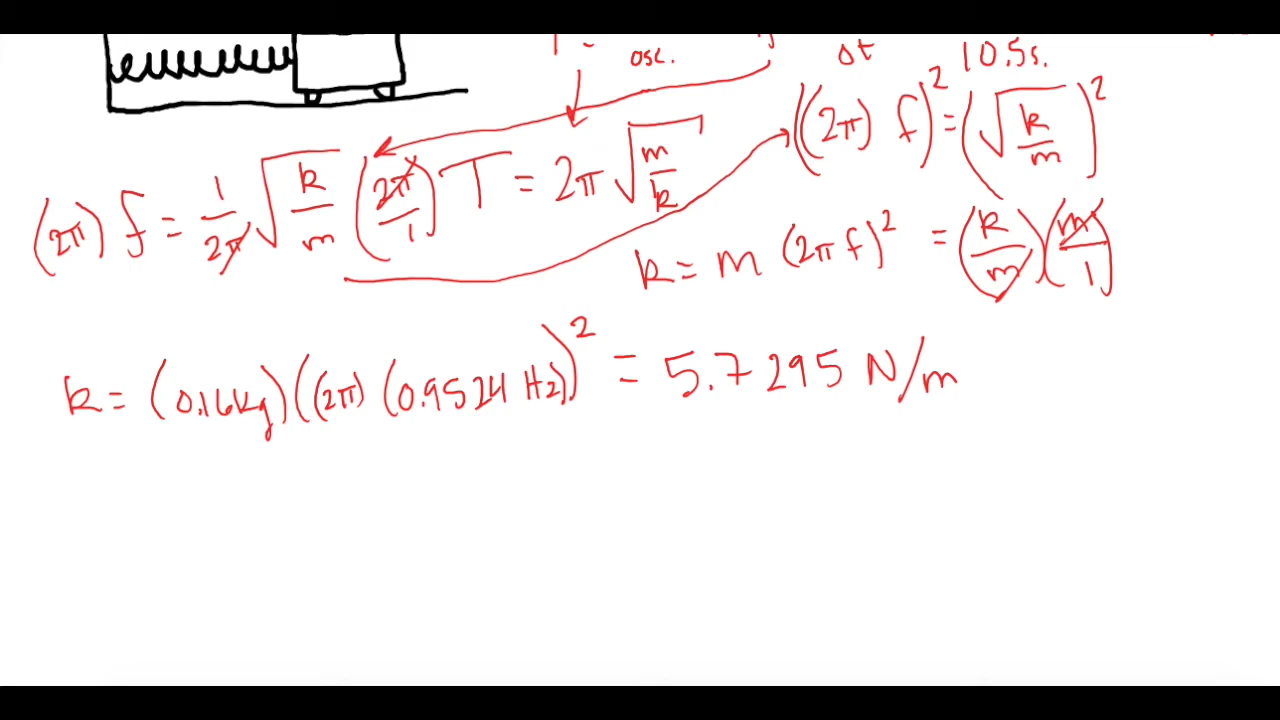 osc. Δt 10.5s.
((2π) f)² = (√k/m)²
(2π) f = 1/2π √k/m (2π/1) T = 2π √m/k
k = m (2π f)² = (k/m)(m/1)
k = (0.16kg)((2π)(0.9524 Hz))² = 5.7295 N/m